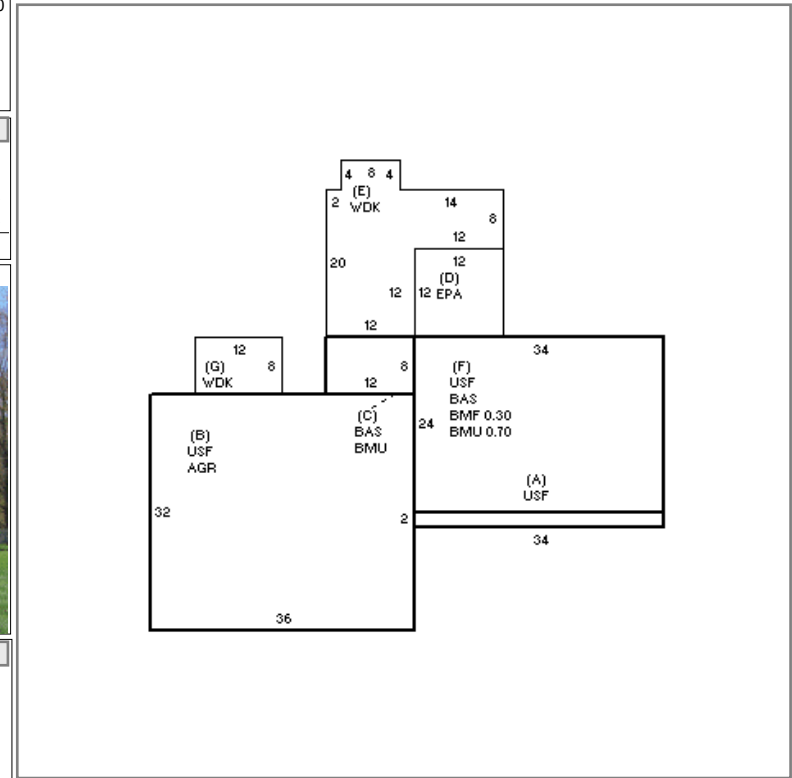 4 8 4
(E)
2 WDK 14
8
12
20 12
(D)
12 12 EPA
12
12 34
(G) 8 8 (F)
WDK 12 USF
BAS
(C) BMF 0.30
BAS 24 BMU 0.70
(B) BMU
USF
AGR
(A)
USF
32 2
34
36